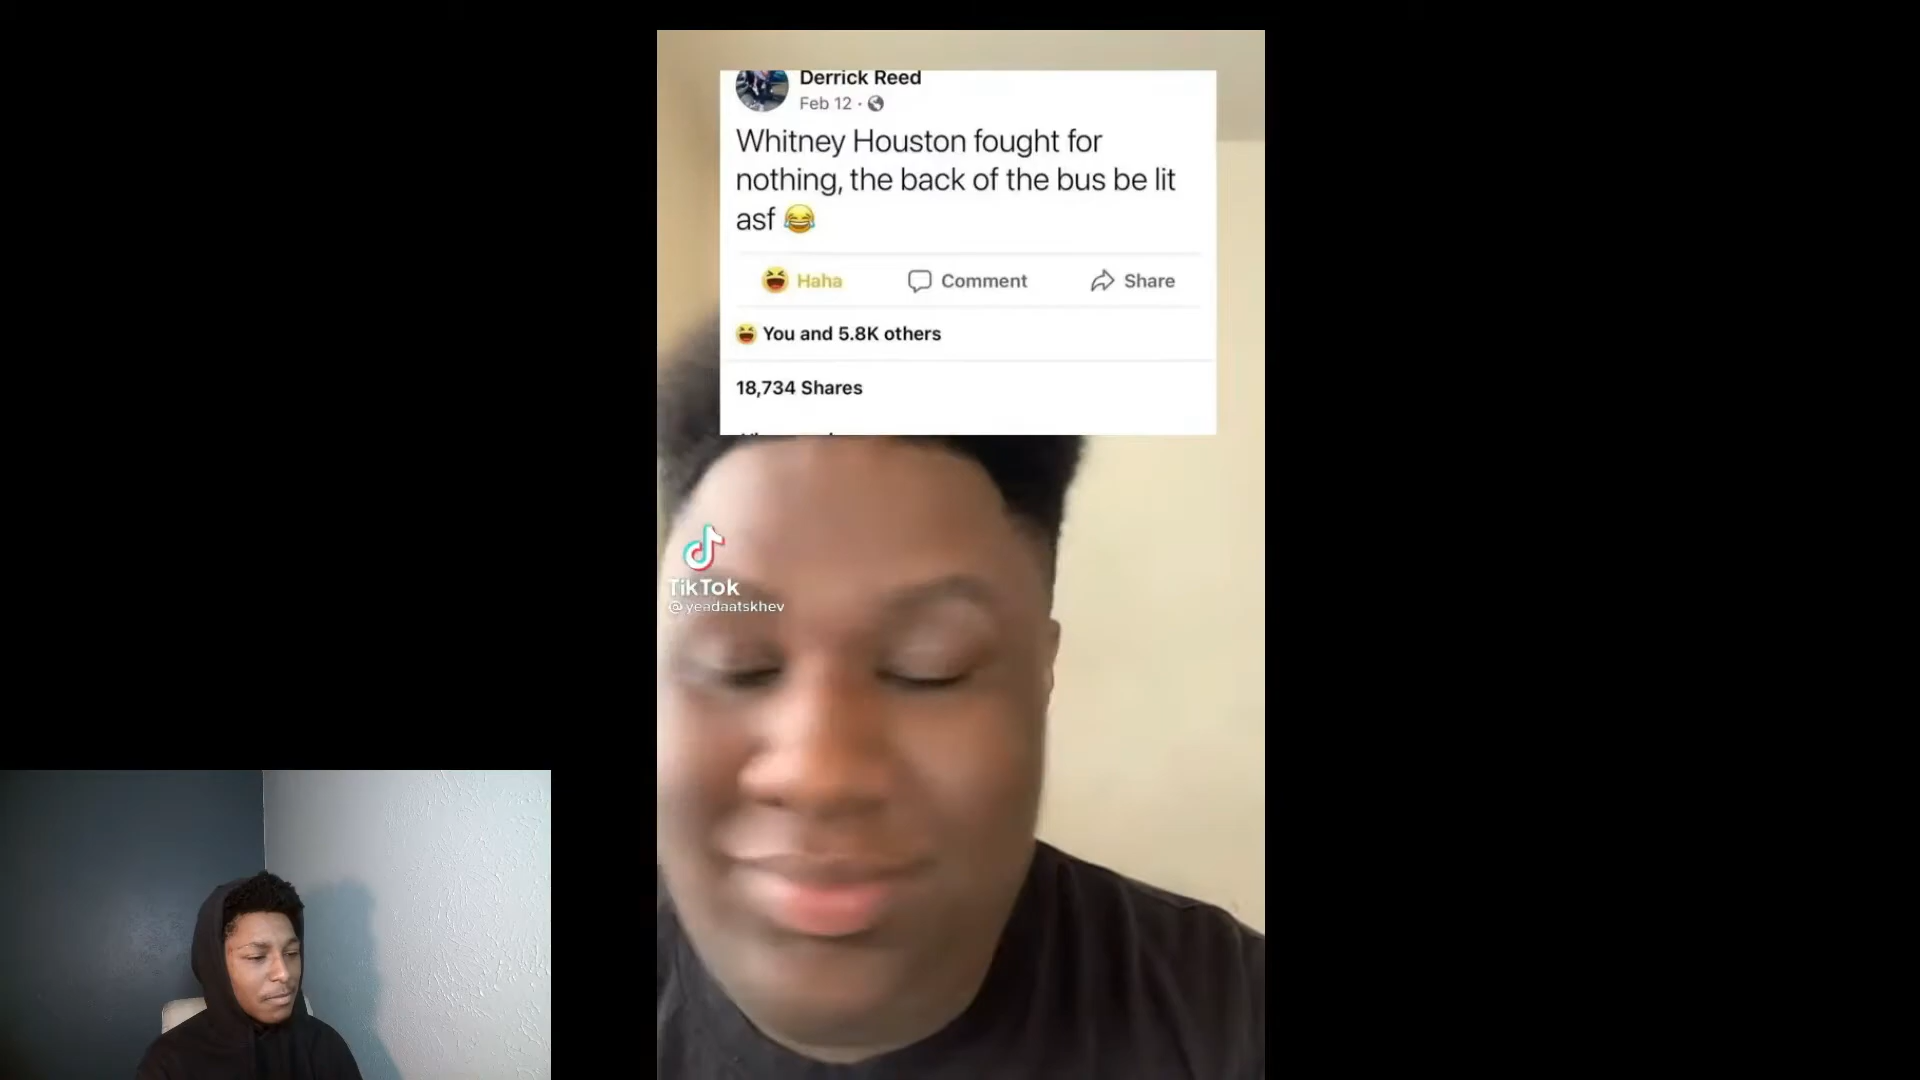 Derrick Reed
Feb 12 ·
Whitney Houston fought for
nothing, the back of the bus be lit
asf 😂
Haha
Comment
Share
You and 5.8K others
18,734 Shares
TikTok
@yeadaatskhev